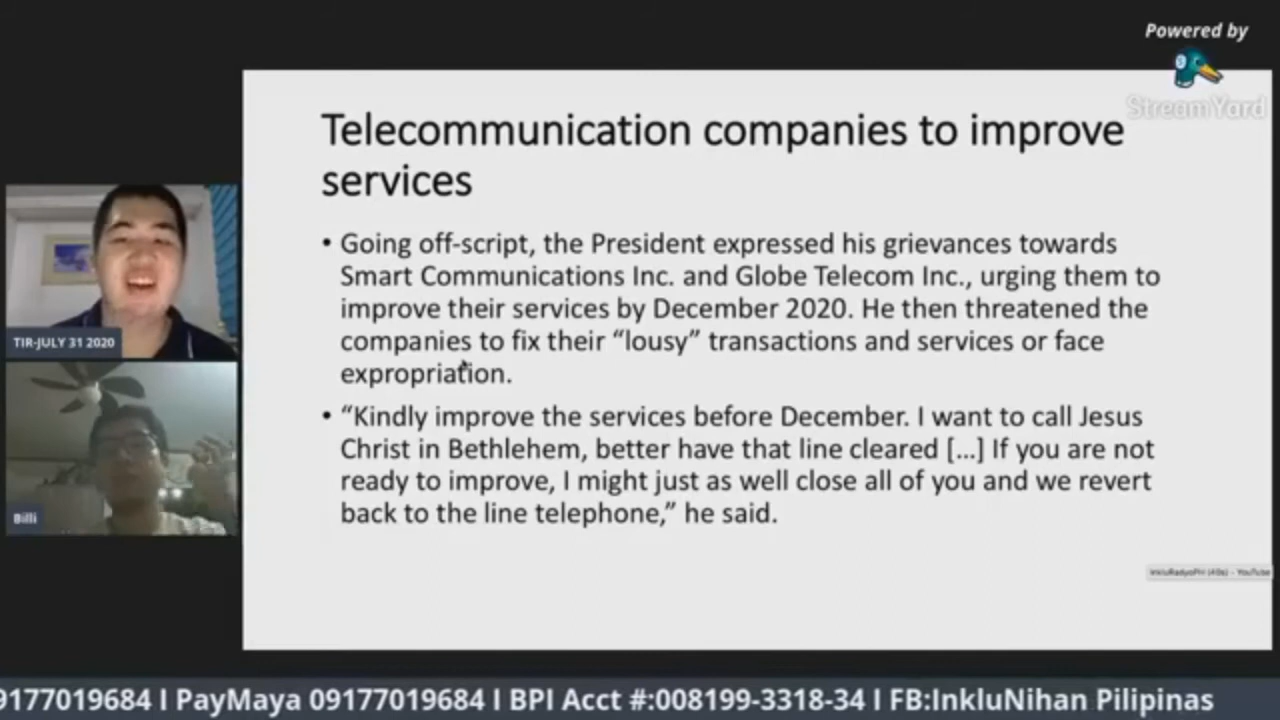 Powered by
StreamYard
Telecommunication companies to improve
services
• Going off-script, the President expressed his grievances towards
Smart Communications Inc. and Globe Telecom Inc., urging them to
improve their services by December 2020. He then threatened the
companies to fix their “lousy” transactions and services or face
expropriation.
• “Kindly improve the services before December. I want to call Jesus
Christ in Bethlehem, better have that line cleared [...] If you are not
ready to improve, I might just as well close all of you and we revert
back to the line telephone,” he said.
TIR-JULY 31 2020
Billi
InkluRadyoPH (40s) - YouTube
09177019684 I PayMaya 09177019684 I BPI Acct #:008199-3318-34 I FB:InkluNihan Pilipinas